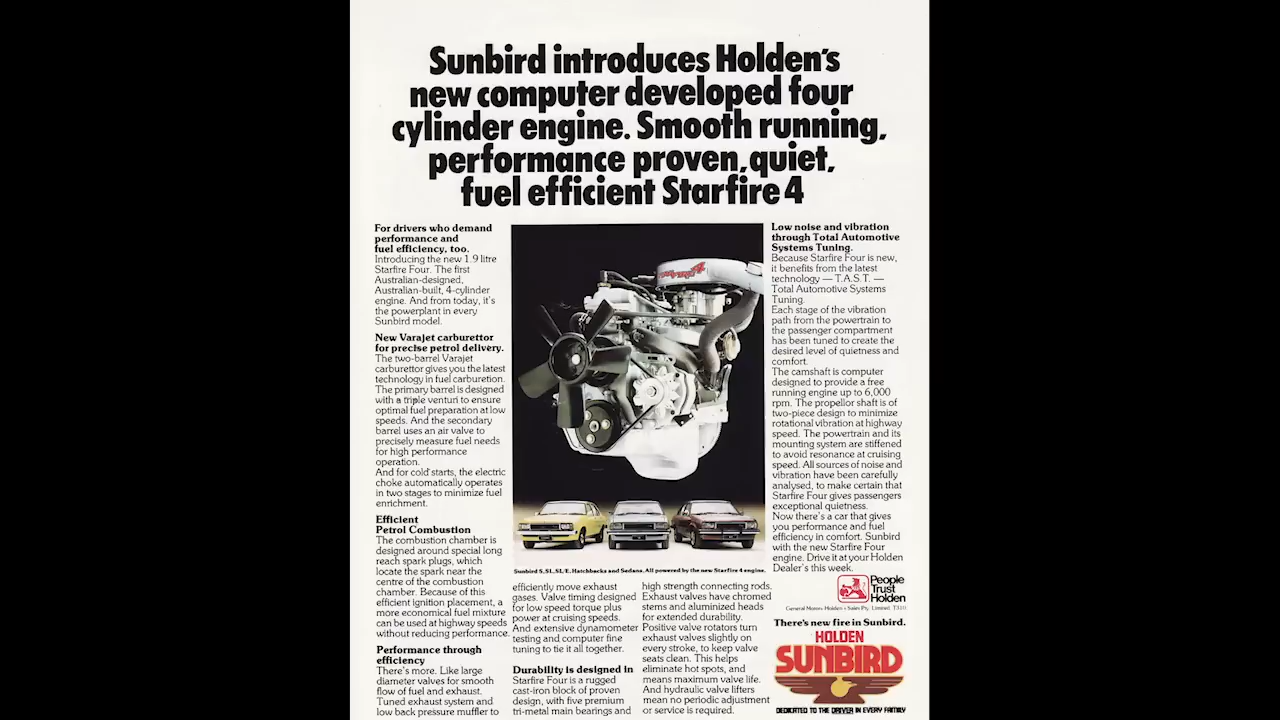 Sunbird introduces Holden's
new computer developed four
cylinder engine. Smooth running,
performance proven, quiet,
fuel efficient Starfire 4
For drivers who demand
performance and
fuel efficiency, too.
Introducing the new 1.9 litre
Starfire Four. The first
Australian-designed,
Australian-built, 4-cylinder
engine. And from today, it's
the powerplant in every
Sunbird model.
New Varajet carburettor
for precise petrol delivery.
The two-barrel Varajet
carburettor gives you the latest
technology in fuel carburetion.
The primary barrel is designed
with a triple venturi to ensure
optimal fuel preparation at low
speeds. And the secondary
barrel uses an air valve to
precisely measure fuel needs
for high performance
operation.
And for cold starts, the electric
choke automatically operates
in two stages to minimize fuel
enrichment.
Efficient
Petrol Combustion
The combustion chamber is
designed around special long
reach spark plugs, which
locate the spark near the
centre of the combustion
chamber. Because of this
efficient ignition placement, a
more economical fuel mixture
can be used at highway speeds
without reducing performance.
Performance through
efficiency
There's more. Like large
diameter valves for smooth
flow of fuel and exhaust.
Tuned exhaust system and
low back pressure muffler to
Sunbird S, SL, SL/E, Hatchbacks and Sedans. All powered by the new Starfire 4 engine.
efficiently move exhaust
gases. Valve timing designed
for low speed torque plus
power at cruising speeds.
And extensive dynamometer
testing and computer fine
tuning to tie it all together.
Durability is designed in
Starfire Four is a rugged
cast-iron block of proven
design, with five premium
tri-metal main bearings and
high strength connecting rods.
Exhaust valves have chromed
stems and aluminized heads
for extended durability.
Positive valve rotators turn
exhaust valves slightly on
every stroke, to keep valve
seats clean. This helps
eliminate hot spots, and
means maximum valve life.
And hydraulic valve lifters
mean no periodic adjustment
or service is required.
Low noise and vibration
through Total Automotive
Systems Tuning.
Because Starfire Four is new,
it benefits from the latest
technology — T.A.S.T. —
Total Automotive Systems
Tuning.
Each stage of the vibration
path from the powertrain to
the passenger compartment
has been tuned to create the
desired level of quietness and
comfort.
The camshaft is computer
designed to provide a free
running engine up to 6,000
rpm. The propellor shaft is of
two-piece design to minimize
rotational vibration at highway
speed. The powertrain and its
mounting system are stiffened
to avoid resonance at cruising
speed. All sources of noise and
vibration have been carefully
analysed, to make certain that
Starfire Four gives passengers
exceptional quietness.
Now there's a car that gives
you performance and fuel
efficiency in comfort. Sunbird
with the new Starfire Four
engine. Drive it at your Holden
Dealer's this week.
People
Trust
Holden
General Motors-Holden's Sales Pty. Limited.
There's new fire in Sunbird.
HOLDEN
SUNBIRD
DEDICATED TO THE DRIVER IN EVERY FAMILY